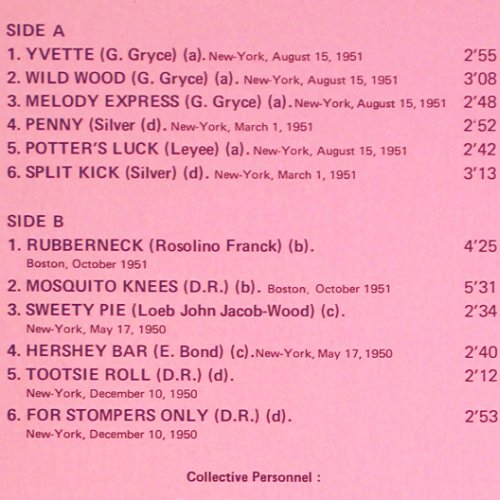 SIDE A
1. YVETTE (G. Gryce) (a). New-York, August 15, 1951 2'55
2. WILD WOOD (G. Gryce) (a). New-York, August 15, 1951 3'08
3. MELODY EXPRESS (G. Gryce) (a). New-York, August 15, 1951 2'48
4. PENNY (Silver (d). New-York, March 1, 1951 2'52
5. POTTER'S LUCK (Leyee) (a). New-York, August 15, 1951 2'42
6. SPLIT KICK (Silver) (d). New-York, March 1, 1951 3'13
SIDE B
1. RUBBERNECK (Rosolino Franck) (b). 4'25
Boston, October 1951
2. MOSQUITO KNEES (D.R.) (b). Boston, October 1951 5'31
3. SWEETY PIE (Loeb John Jacob-Wood) (c). 2'34
New-York, May 17, 1950
4. HERSHEY BAR (E. Bond) (c).New-York, May 17, 1950 2'40
5. TOOTSIE ROLL (D.R.) (d). 2'12
New-York, December 10, 1950
6. FOR STOMPERS ONLY (D.R.) (d). 2'53
New-York, December 10, 1950
Collective Personnel :